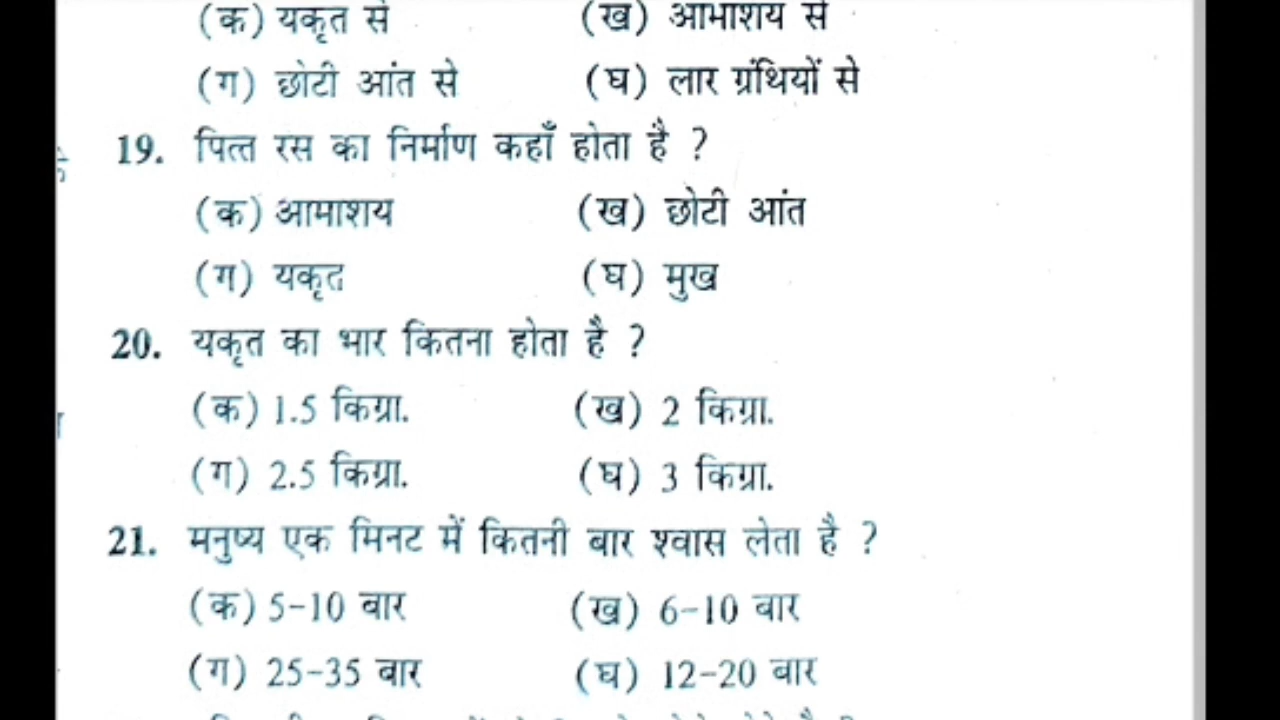 (क) यकृत से (ख) आमाशय से
(ग) छोटी आंत से (घ) लार ग्रंथियों से
19. पित्त रस का निर्माण कहाँ होता है ?
(क) आमाशय (ख) छोटी आंत
(ग) यकृत (घ) मुख
20. यकृत का भार कितना होता है ?
(क) 1.5 किग्रा. (ख) 2 किग्रा.
(ग) 2.5 किग्रा. (घ) 3 किग्रा.
21. मनुष्य एक मिनट में कितनी बार श्वास लेता है ?
(क) 5-10 बार (ख) 6-10 बार
(ग) 25-35 बार (घ) 12-20 बार